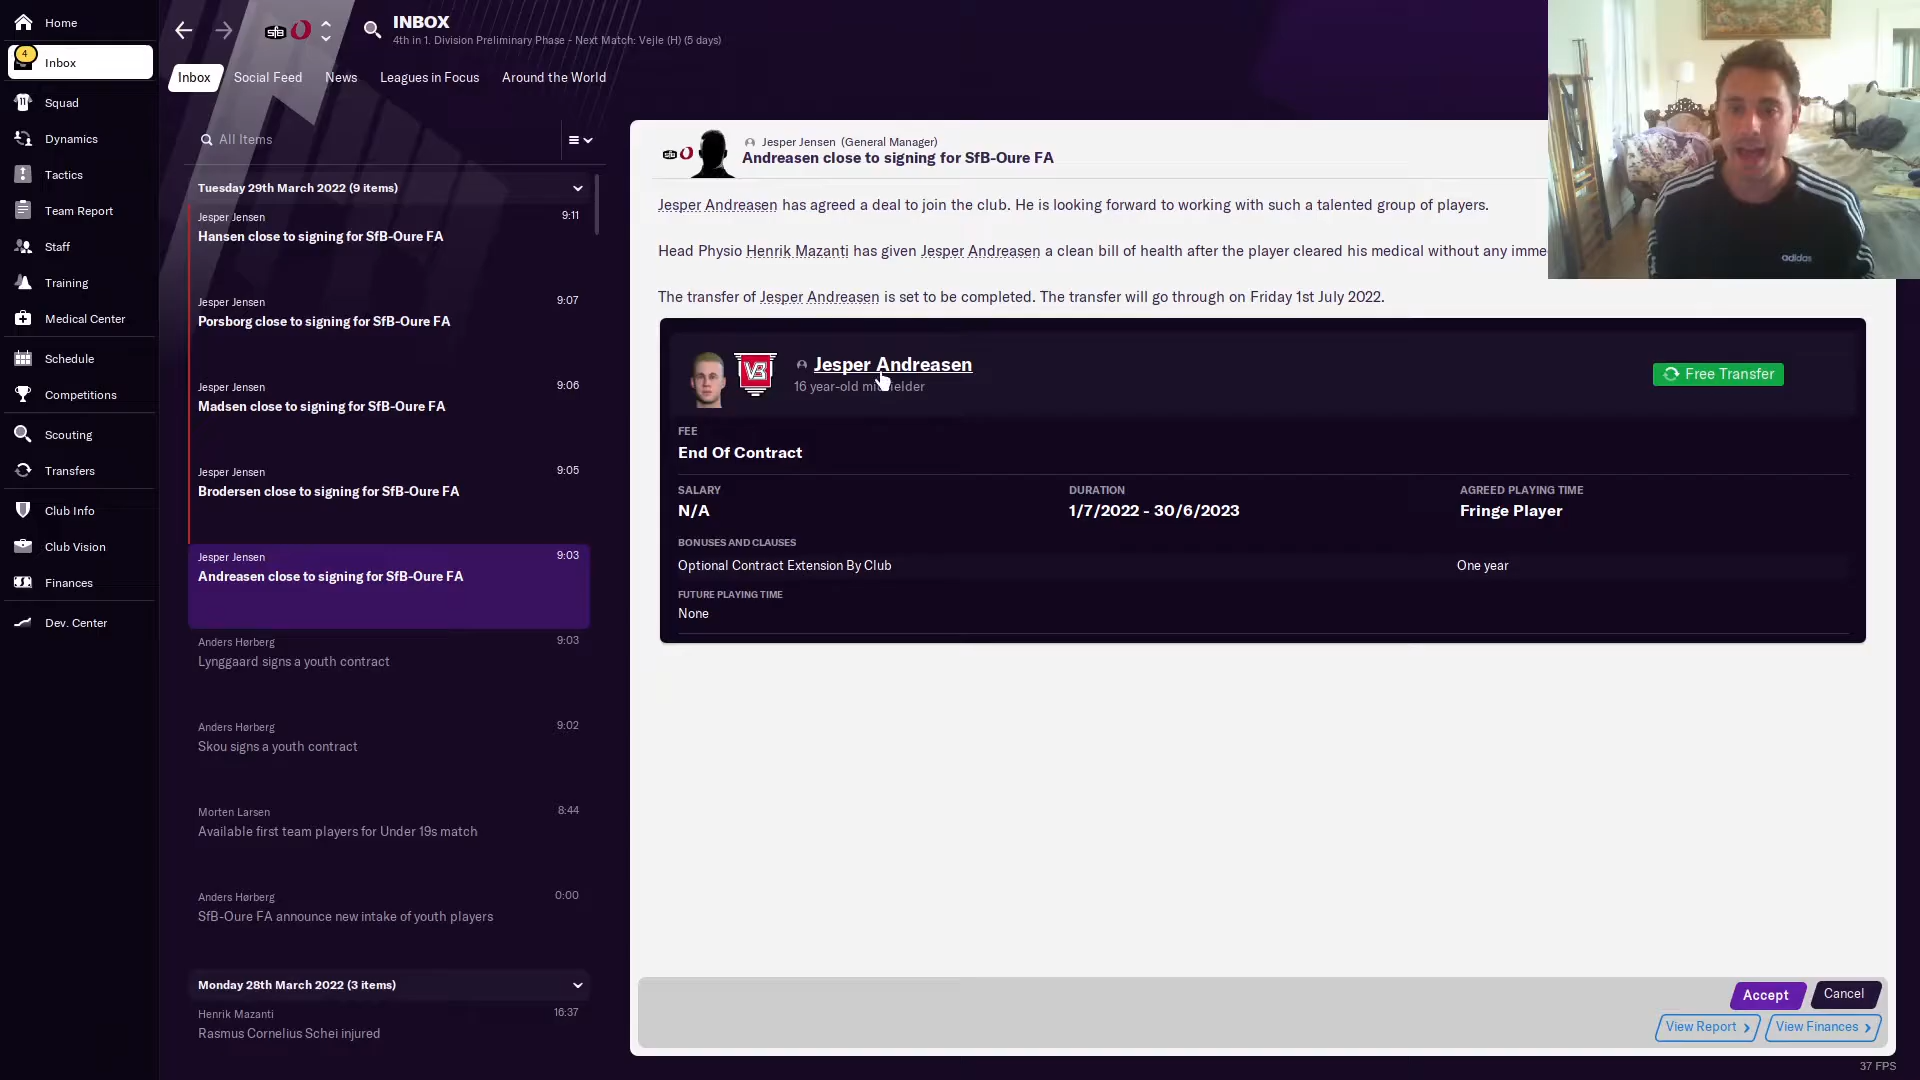 Home
Inbox
4
Squad
Dynamics
Tactics
Team Report
Staff
Training
Medical Center
Schedule
Competitions
Scouting
Transfers
Club Info
Club Vision
Finances
Dev. Center
INBOX
4th in 1. Division Preliminary Phase - Next Match: Vejle (H) (5 days)
Inbox
Social Feed
News
Leagues in Focus
Around the World
All Items
Tuesday 29th March 2022 (9 items)
Jesper Jensen 9:11
Hansen close to signing for SfB-Oure FA
Jesper Jensen 9:07
Porsborg close to signing for SfB-Oure FA
Jesper Jensen 9:06
Madsen close to signing for SfB-Oure FA
Jesper Jensen 9:05
Brodersen close to signing for SfB-Oure FA
Jesper Jensen 9:03
Andreasen close to signing for SfB-Oure FA
Anders Hørberg 9:03
Lynggaard signs a youth contract
Anders Hørberg 9:02
Skou signs a youth contract
Morten Larsen 8:44
Available first team players for Under 19s match
Anders Hørberg 0:00
SfB-Oure FA announce new intake of youth players
Monday 28th March 2022 (3 items)
Henrik Mazanti 16:37
Rasmus Cornelius Schei injured
Jesper Jensen (General Manager)
Andreasen close to signing for SfB-Oure FA
Jesper Andreasen has agreed a deal to join the club. He is looking forward to working with such a talented group of players.
Head Physio Henrik Mazanti has given Jesper Andreasen a clean bill of health after the player cleared his medical without any imme
The transfer of Jesper Andreasen is set to be completed. The transfer will go through on Friday 1st July 2022.
VB
Jesper Andreasen
16 year-old
Free Transfer
FEE
End Of Contract
SALARY DURATION AGREED PLAYING TIME
N/A 1/7/2022 - 30/6/2023 Fringe Player
BONUSES AND CLAUSES
Optional Contract Extension By Club One year
FUTURE PLAYING TIME
None
Accept
Cancel
View Report
View Finances
37 FPS
adidas